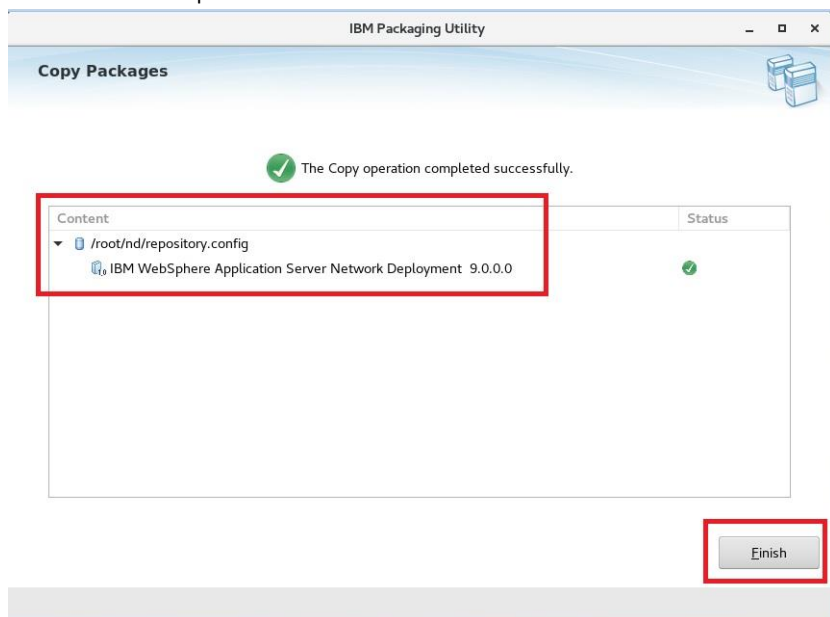 IBM Packaging Utility
Copy Packages
The Copy operation completed successfully.
Content Status
/root/nd/repository.config
IBM WebSphere Application Server Network Deployment 9.0.0.0
Finish